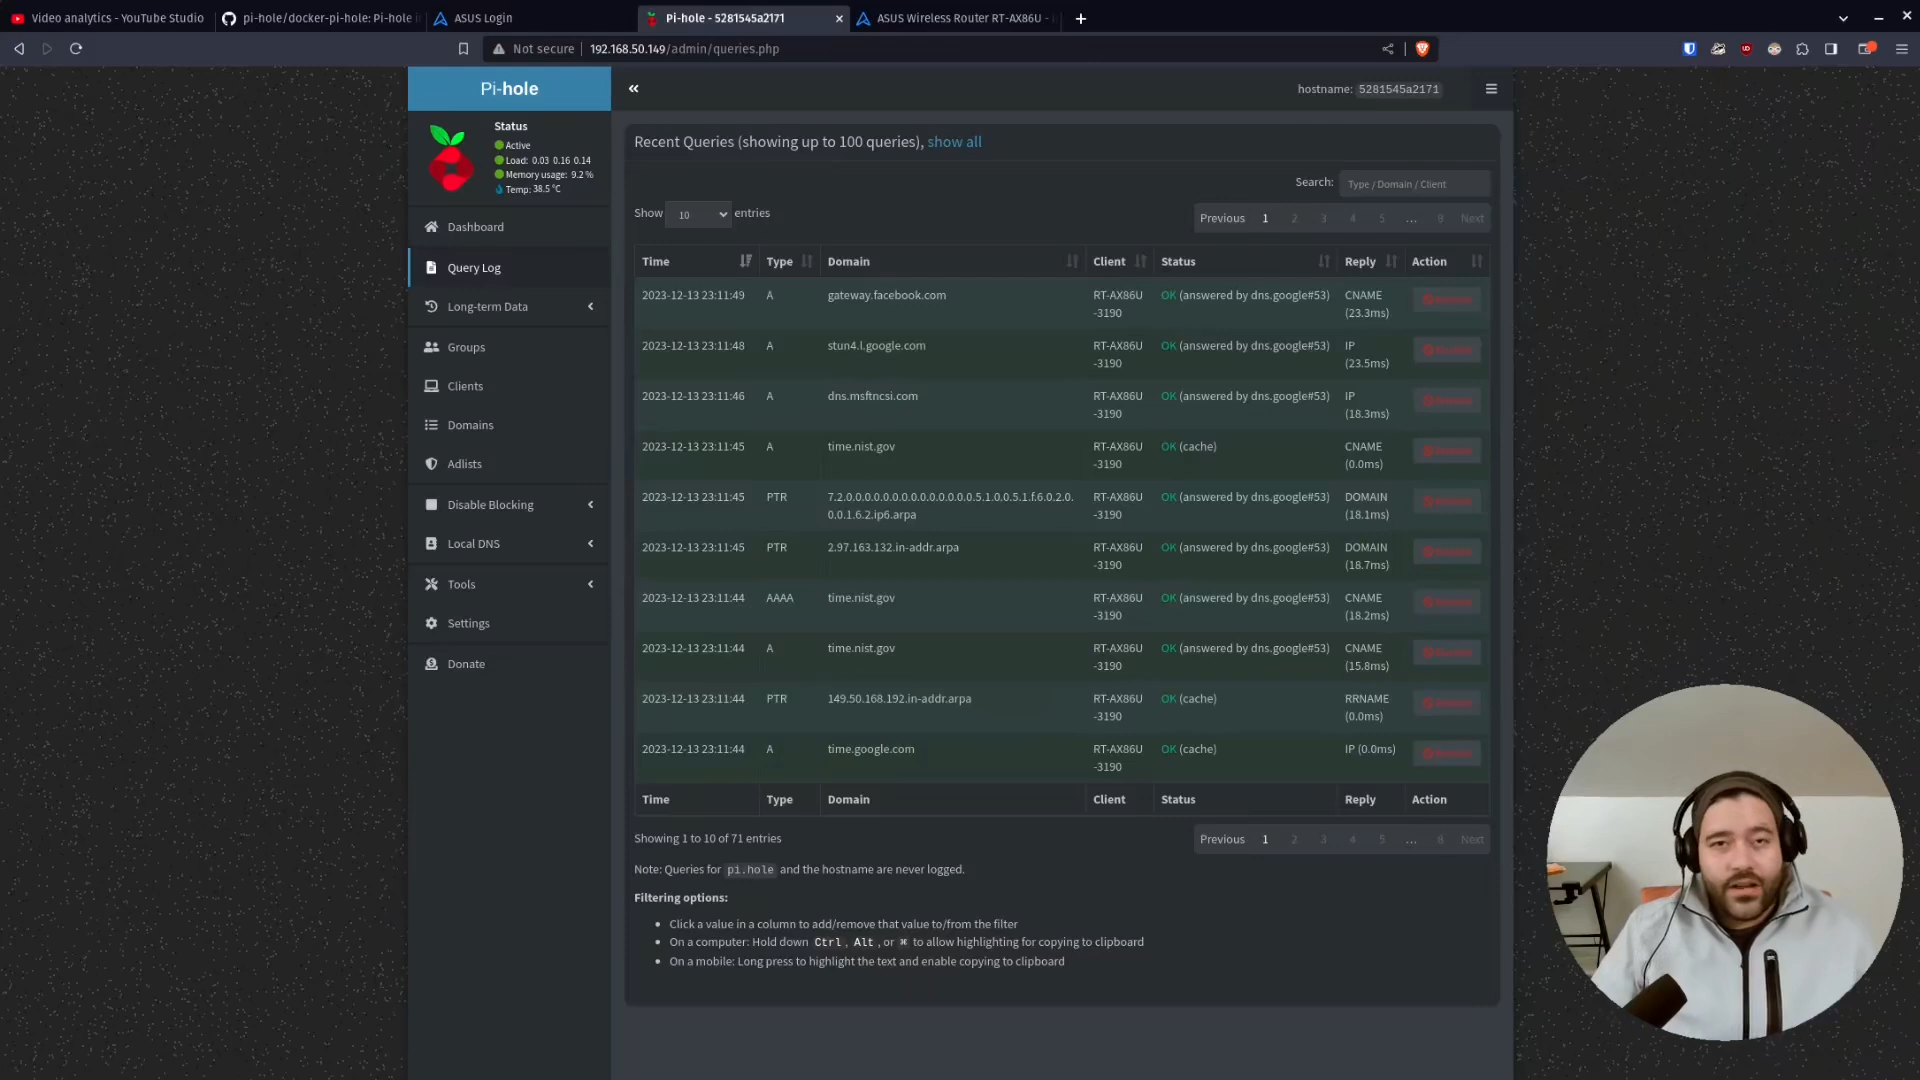 Video analytics - YouTube Studio
pi-hole/docker-pi-hole: Pi-hole i
ASUS Login
Pi-hole - 5281545a2171
ASUS Wireless Router RT-AX86U -
Not secure
192.168.50.149/admin/queries.php
Pi-hole
hostname: 5281545a2171
Status
Active
Load: 0.03 0.16 0.14
Memory usage: 9.2 %
Temp: 38.5 °C
Dashboard
Query Log
Long-term Data
Groups
Clients
Domains
Adlists
Disable Blocking
Local DNS
Tools
Settings
Donate
Recent Queries (showing up to 100 queries), show all
Search: Type / Domain / Client
Show 10 entries
Previous 1 2 3 4 5 … 8 Next
Time Type Domain Client Status Reply Action
2023-12-13 23:11:49 A gateway.facebook.com RT-AX86U OK (answered by dns.google#53) CNAME
-3190 (23.3ms)
2023-12-13 23:11:48 A stun4.l.google.com RT-AX86U OK (answered by dns.google#53) IP
-3190 (23.5ms)
2023-12-13 23:11:46 A dns.msftncsi.com RT-AX86U OK (answered by dns.google#53) IP
-3190 (18.3ms)
2023-12-13 23:11:45 A time.nist.gov RT-AX86U OK (cache) CNAME
-3190 (0.0ms)
2023-12-13 23:11:45 PTR 7.2.0.0.0.0.0.0.0.0.0.0.0.0.0.5.1.0.0.5.1.f.6.0.2.0. RT-AX86U OK (answered by dns.google#53) DOMAIN
0.0.1.6.2.ip6.arpa -3190 (18.1ms)
2023-12-13 23:11:45 PTR 2.97.163.132.in-addr.arpa RT-AX86U OK (answered by dns.google#53) DOMAIN
-3190 (18.7ms)
2023-12-13 23:11:44 AAAA time.nist.gov RT-AX86U OK (answered by dns.google#53) CNAME
-3190 (18.2ms)
2023-12-13 23:11:44 A time.nist.gov RT-AX86U OK (answered by dns.google#53) CNAME
-3190 (15.8ms)
2023-12-13 23:11:44 PTR 149.50.168.192.in-addr.arpa RT-AX86U OK (cache) RRNAME
-3190 (0.0ms)
2023-12-13 23:11:44 A time.google.com RT-AX86U OK (cache) IP (0.0ms)
-3190
Time Type Domain Client Status Reply Action
Showing 1 to 10 of 71 entries
Previous 1 2 3 4 5 … 8 Next
Note: Queries for pi.hole and the hostname are never logged.
Filtering options:
Click a value in a column to add/remove that value to/from the filter
On a computer: Hold down Ctrl, Alt, or ⌘ to allow highlighting for copying to clipboard
On a mobile: Long press to highlight the text and enable copying to clipboard